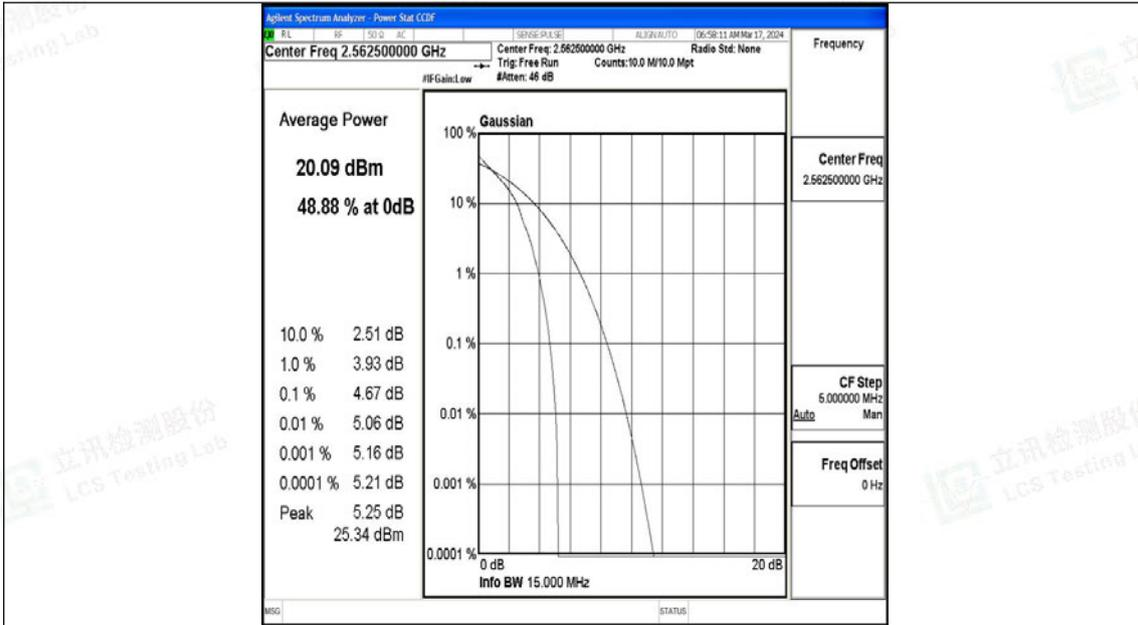 Agilent Spectrum Analyzer - Power Stat CCDF
RL RF 50 Ω AC SENSE:PULSE ALIGNAUTO 06:58:11 AM Mar 17, 2024
Center Freq 2.562500000 GHz
Center Freq: 2.562500000 GHz Radio Std: None
Trig: Free Run Counts:10.0 M/10.0 Mpt
#IFGain:Low #Atten: 46 dB
Frequency
Average Power
20.09 dBm
48.88 % at 0dB
10.0 % 2.51 dB
1.0 % 3.93 dB
0.1 % 4.67 dB
0.01 % 5.06 dB
0.001 % 5.16 dB
0.0001 % 5.21 dB
Peak 5.25 dB
25.34 dBm
Gaussian
100 %
10 %
1 %
0.1 %
0.01 %
0.001 %
0.0001 %
0 dB 20 dB
Info BW 15.000 MHz
Center Freq
2.562500000 GHz
CF Step
5.000000 MHz
Auto Man
Freq Offset
0 Hz
MSG STATUS
立讯检测股份
LCS Testing Lab
立讯检测股份
LCS Testing